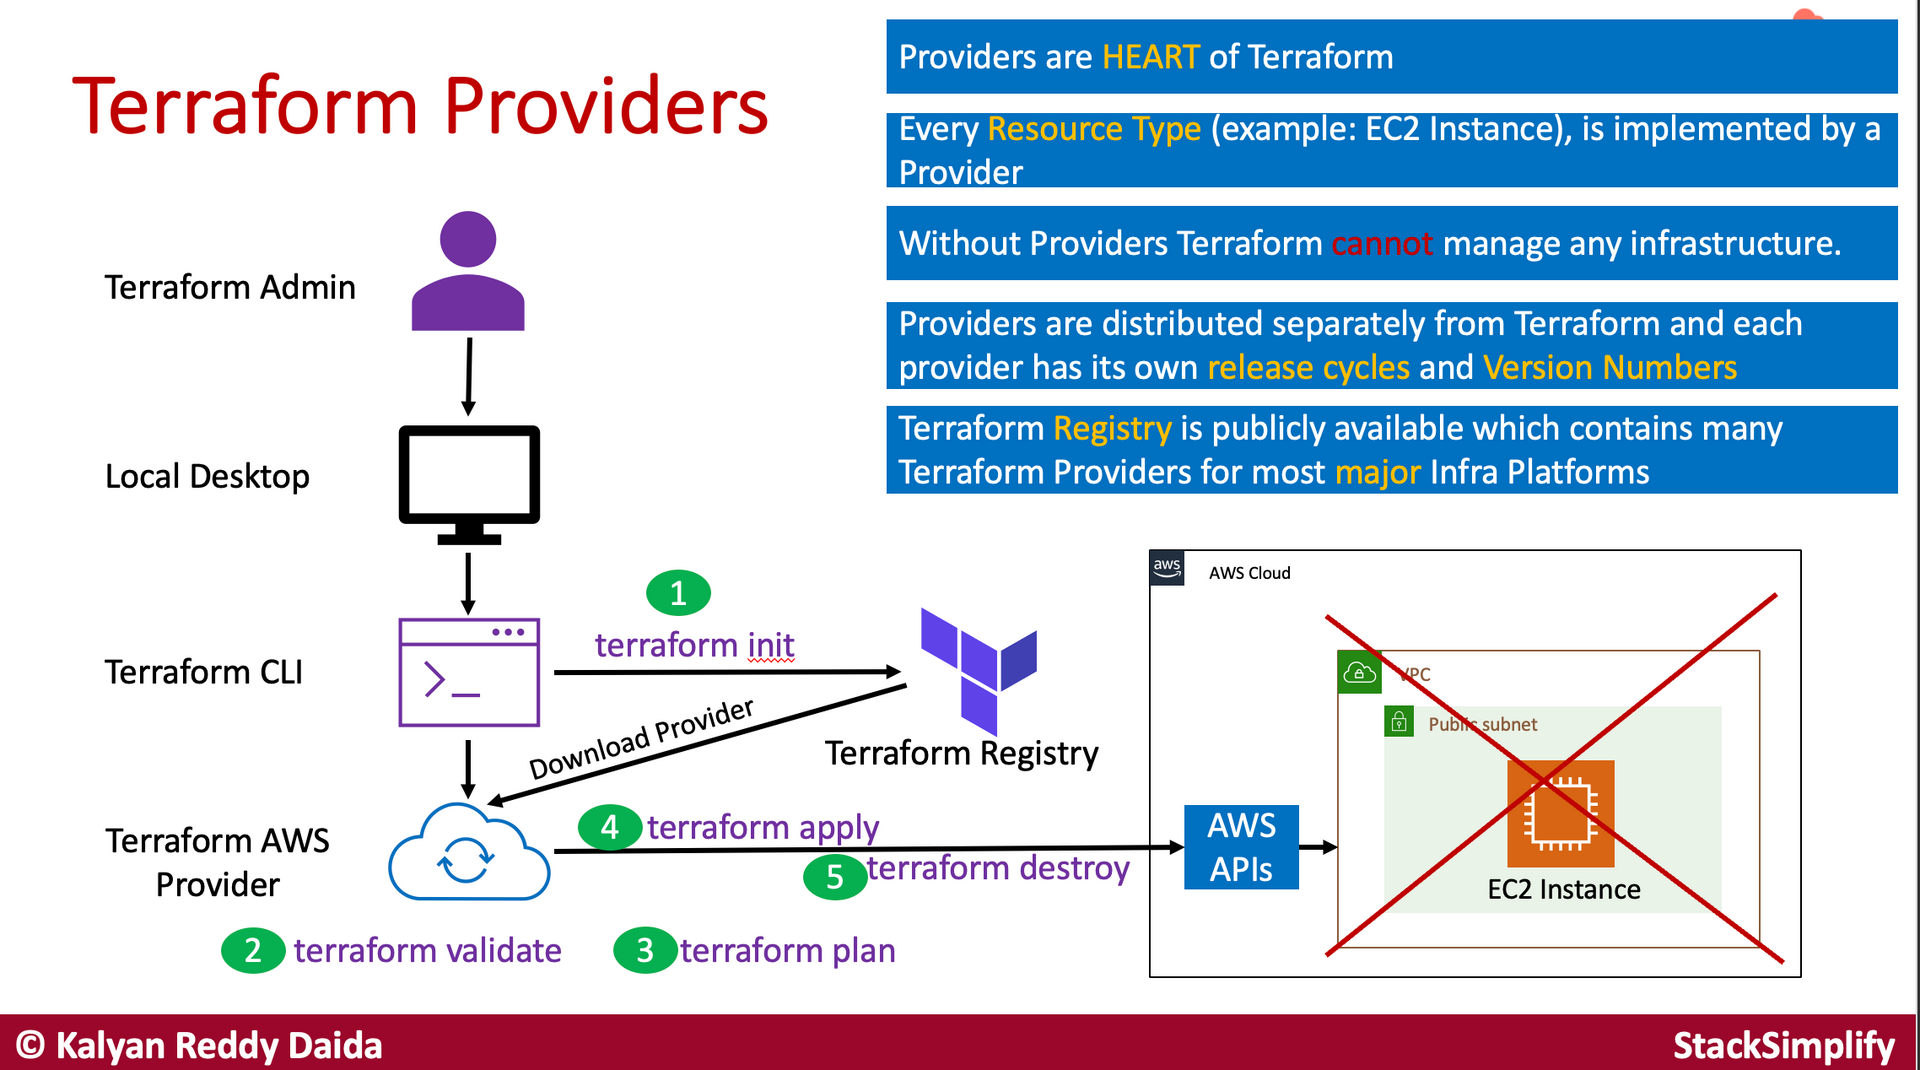 Terraform Providers
Providers are HEART of Terraform
Every Resource Type (example: EC2 Instance), is implemented by a
Provider
Without Providers Terraform cannot manage any infrastructure.
Providers are distributed separately from Terraform and each
provider has its own release cycles and Version Numbers
Terraform Registry is publicly available which contains many
Terraform Providers for most major Infra Platforms
Terraform Admin
Local Desktop
Terraform CLI
1
terraform init
Download Provider
Terraform Registry
Terraform AWS
Provider
4 terraform apply
5 terraform destroy
2 terraform validate
3 terraform plan
aws
AWS Cloud
VPC
Public subnet
AWS
APIs
EC2 Instance
© Kalyan Reddy Daida
StackSimplify